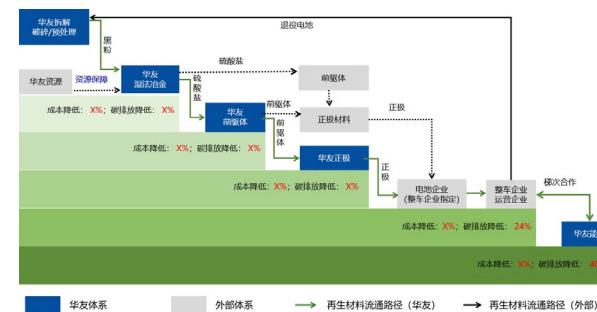 华友拆解
破碎/预处理
退役电池
黑粉
华友资源
资源保障
华友
湿法冶金
硫酸盐
硫酸盐
前驱体
成本降低：X%；碳排放降低：X%
华友
前驱体
前驱体
正极材料
正极
成本降低：X%；碳排放降低：X%
前驱体
华友正极
成本降低：X%；碳排放降低：X%
正极
电池企业
(整车企业指定)
整车企业
运营企业
梯次合作
成本降低：X%；碳排放降低：24%
华友
成本降低：X%；碳排放降低：
华友体系
外部体系
再生材料流通路径（华友）
再生材料流通路径（外部）